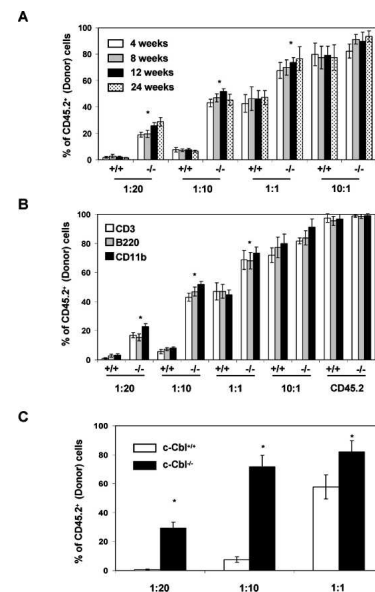 A
100
80
60
40
20
0
% of CD45.2⁺ (Donor) cells
4 weeks
8 weeks
12 weeks
24 weeks
*
*
*
+/+ -/- +/+ -/- +/+ -/- +/+ -/-
1:20 1:10 1:1 10:1
B
100
80
60
40
20
0
% of CD45.2⁺ (Donor) cells
CD3
B220
CD11b
*
*
*
+/+ -/- +/+ -/- +/+ -/- +/+ -/- +/+ -/-
1:20 1:10 1:1 10:1 CD45.2
C
100
80
60
40
20
0
% of CD45.2⁺ (Donor) cells
c-Cbl⁺/⁺
c-Cbl⁻/⁻
*
*
*
1:20 1:10 1:1